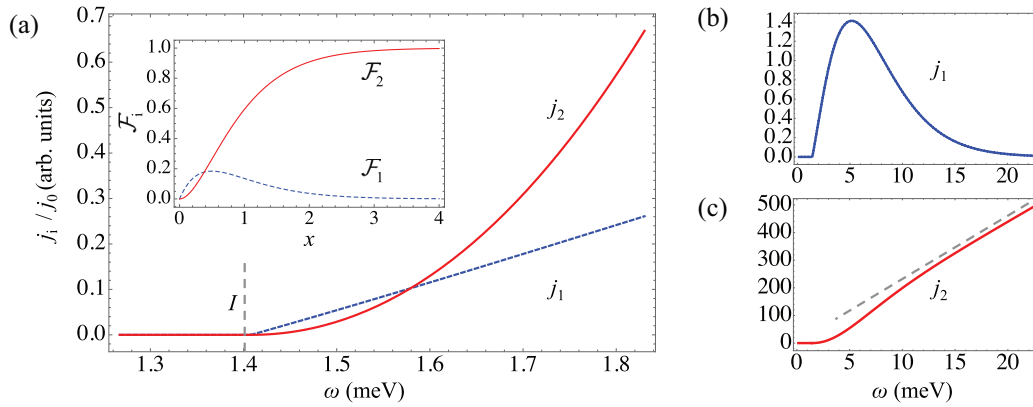 (a)
j_i / j_0 (arb. units)
0.7
0.6
0.5
0.4
0.3
0.2
0.1
0.0
1.3 1.4 1.5 1.6 1.7 1.8
ω (meV)
I
j_2
j_1
ℱ_i
1.0
0.8
0.6
0.4
0.2
0.0
0 1 2 3 4
x
ℱ_2
ℱ_1
(b)
1.4
1.2
1.0
0.8
0.6
0.4
0.2
0.0
0 5 10 15 20
j_1
(c)
500
400
300
200
100
0
0 5 10 15 20
ω (meV)
j_2